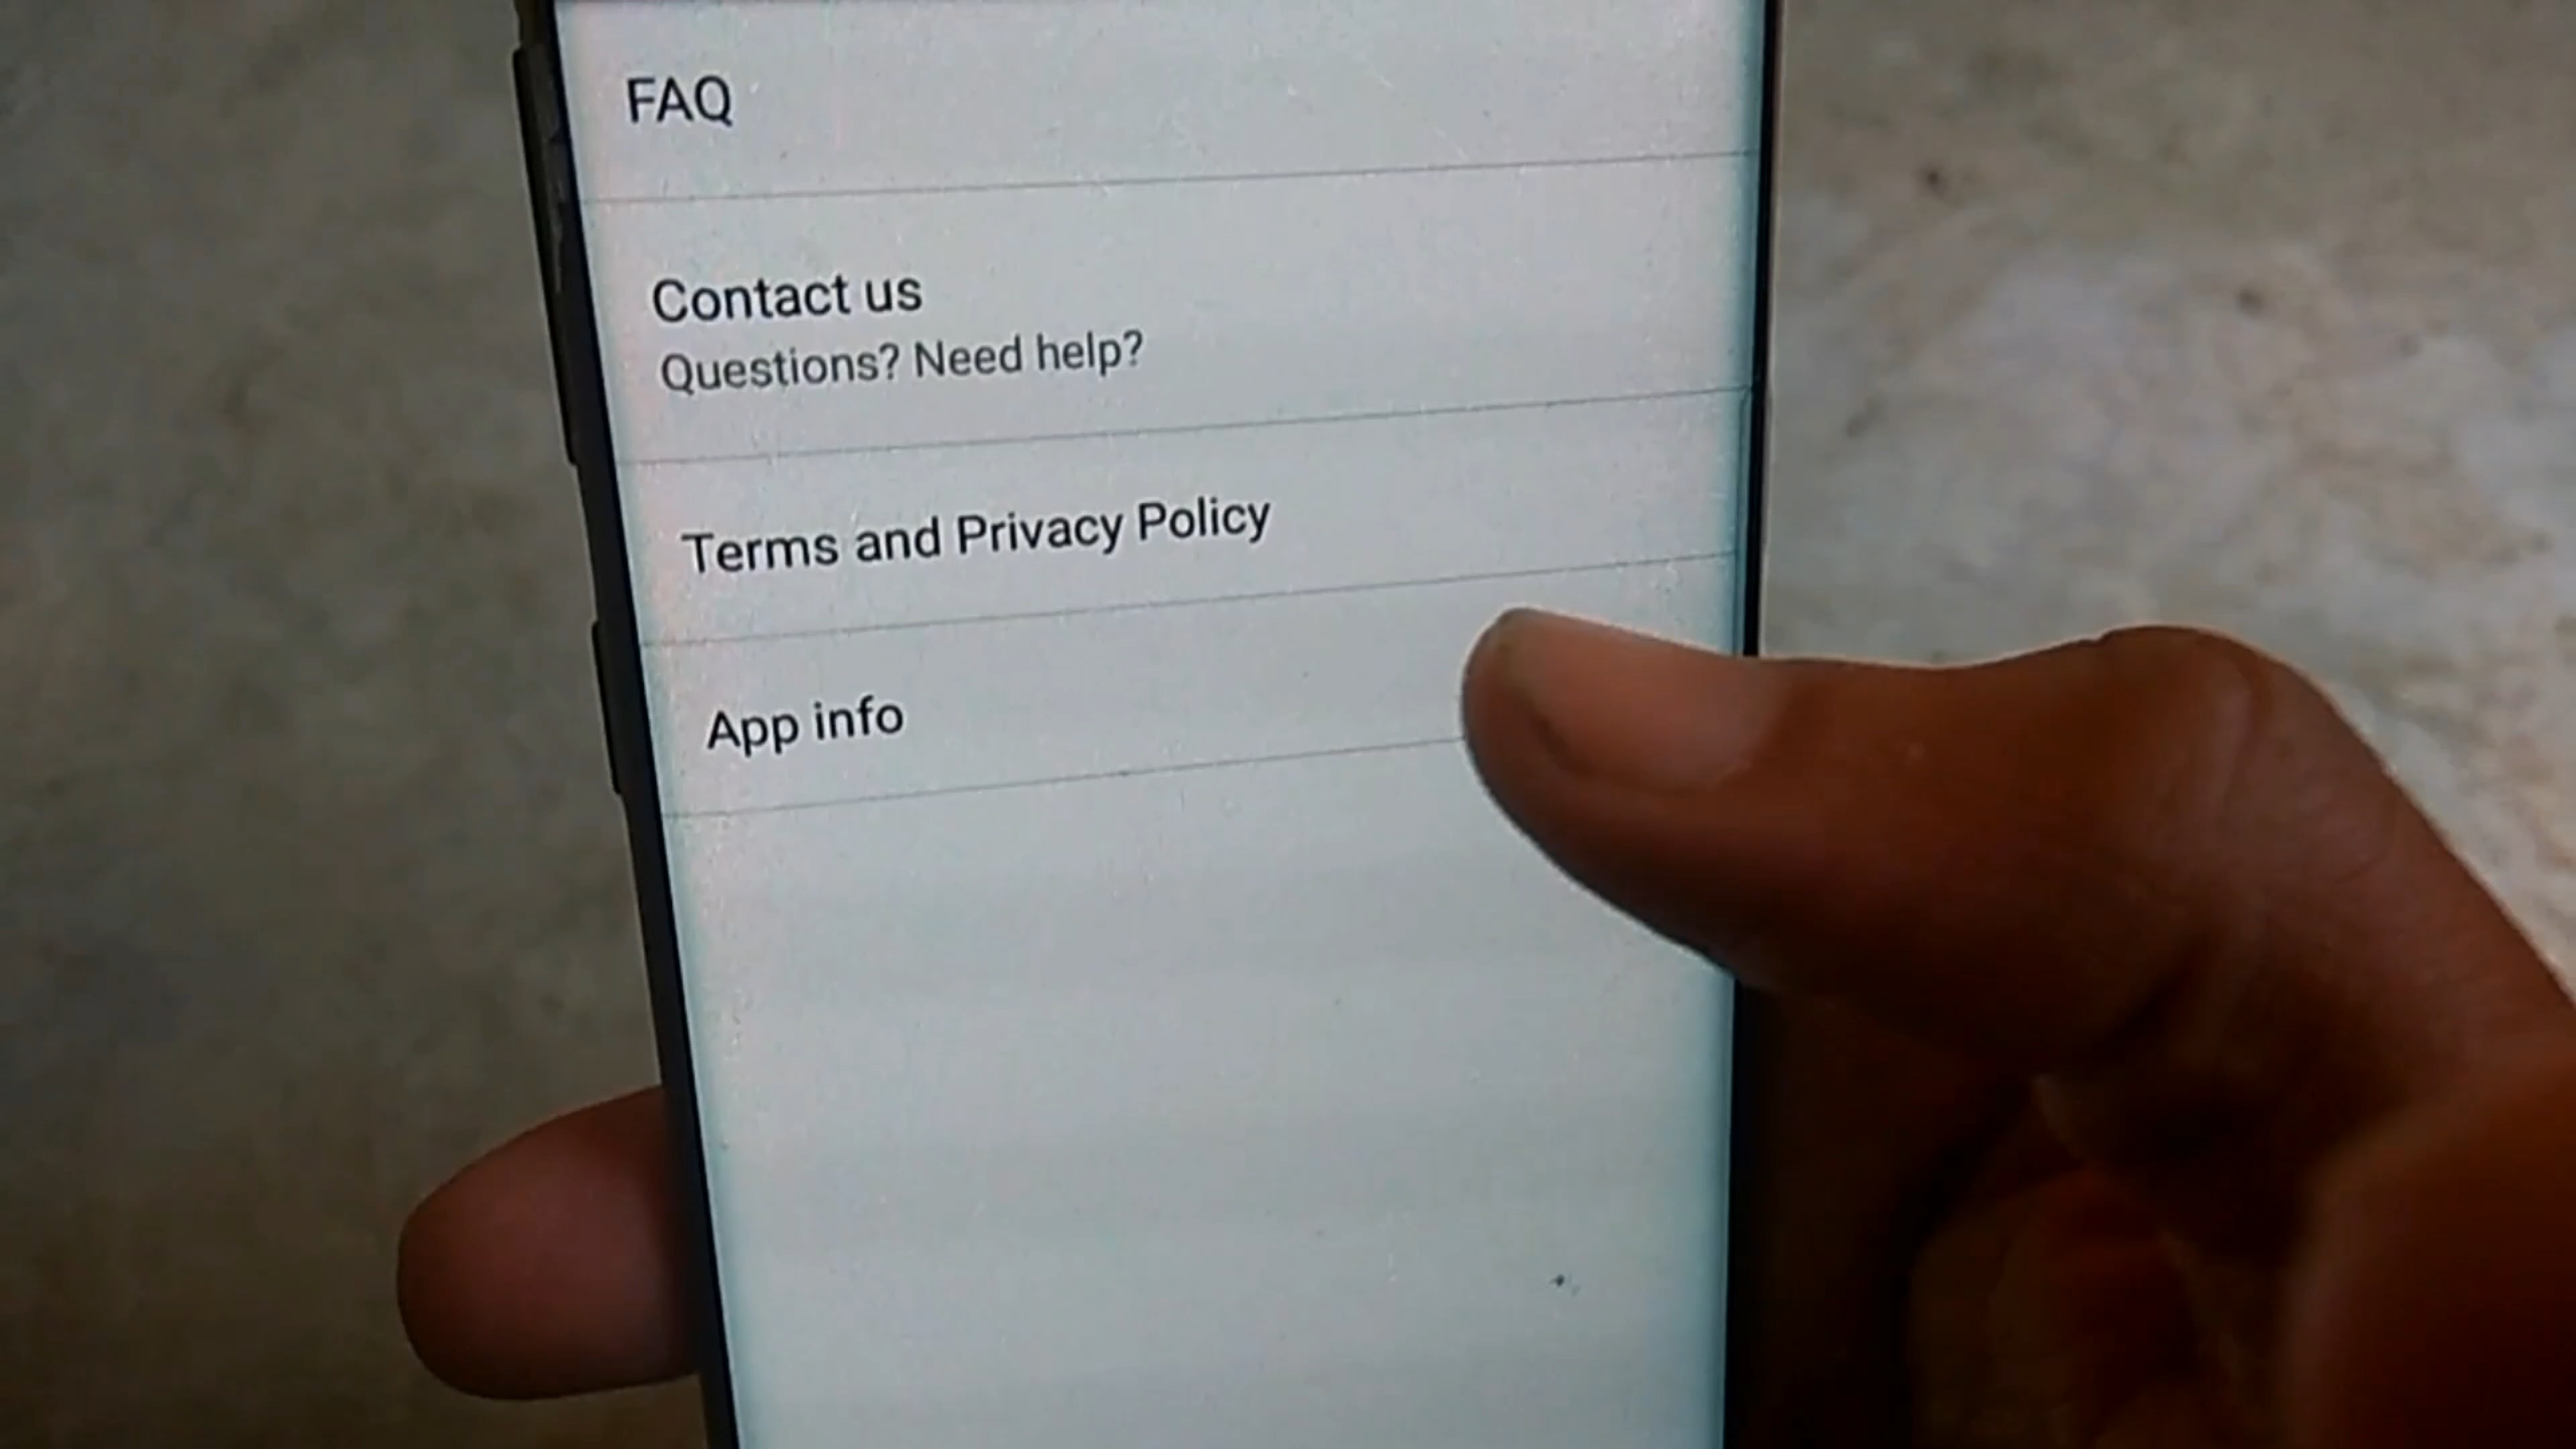 FAQ
Contact us
Questions? Need help?
Terms and Privacy Policy
App info